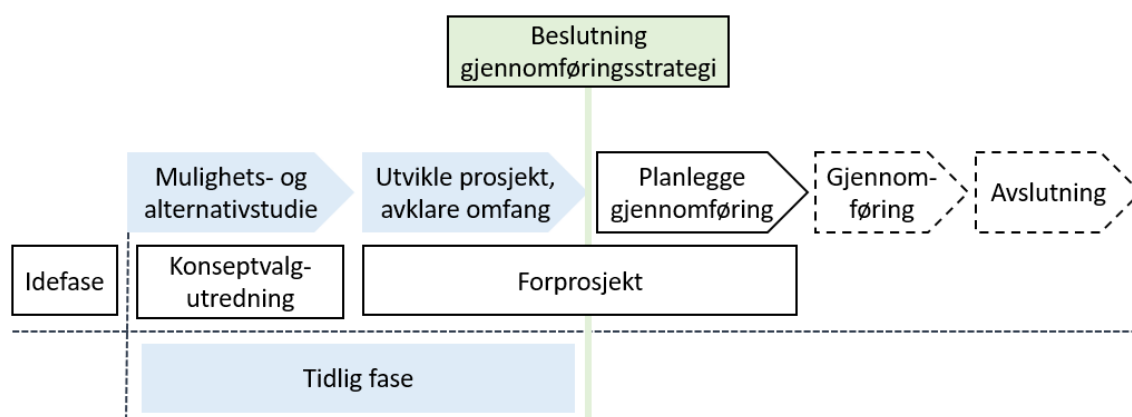 Beslutning
gjennomføringsstrategi
Mulighets- og
alternativstudie
Utvikle prosjekt,
avklare omfang
Planlegge
gjennomføring
Gjennom-
føring
Avslutning
Idefase
Konseptvalg-
utredning
Forprosjekt
Tidlig fase